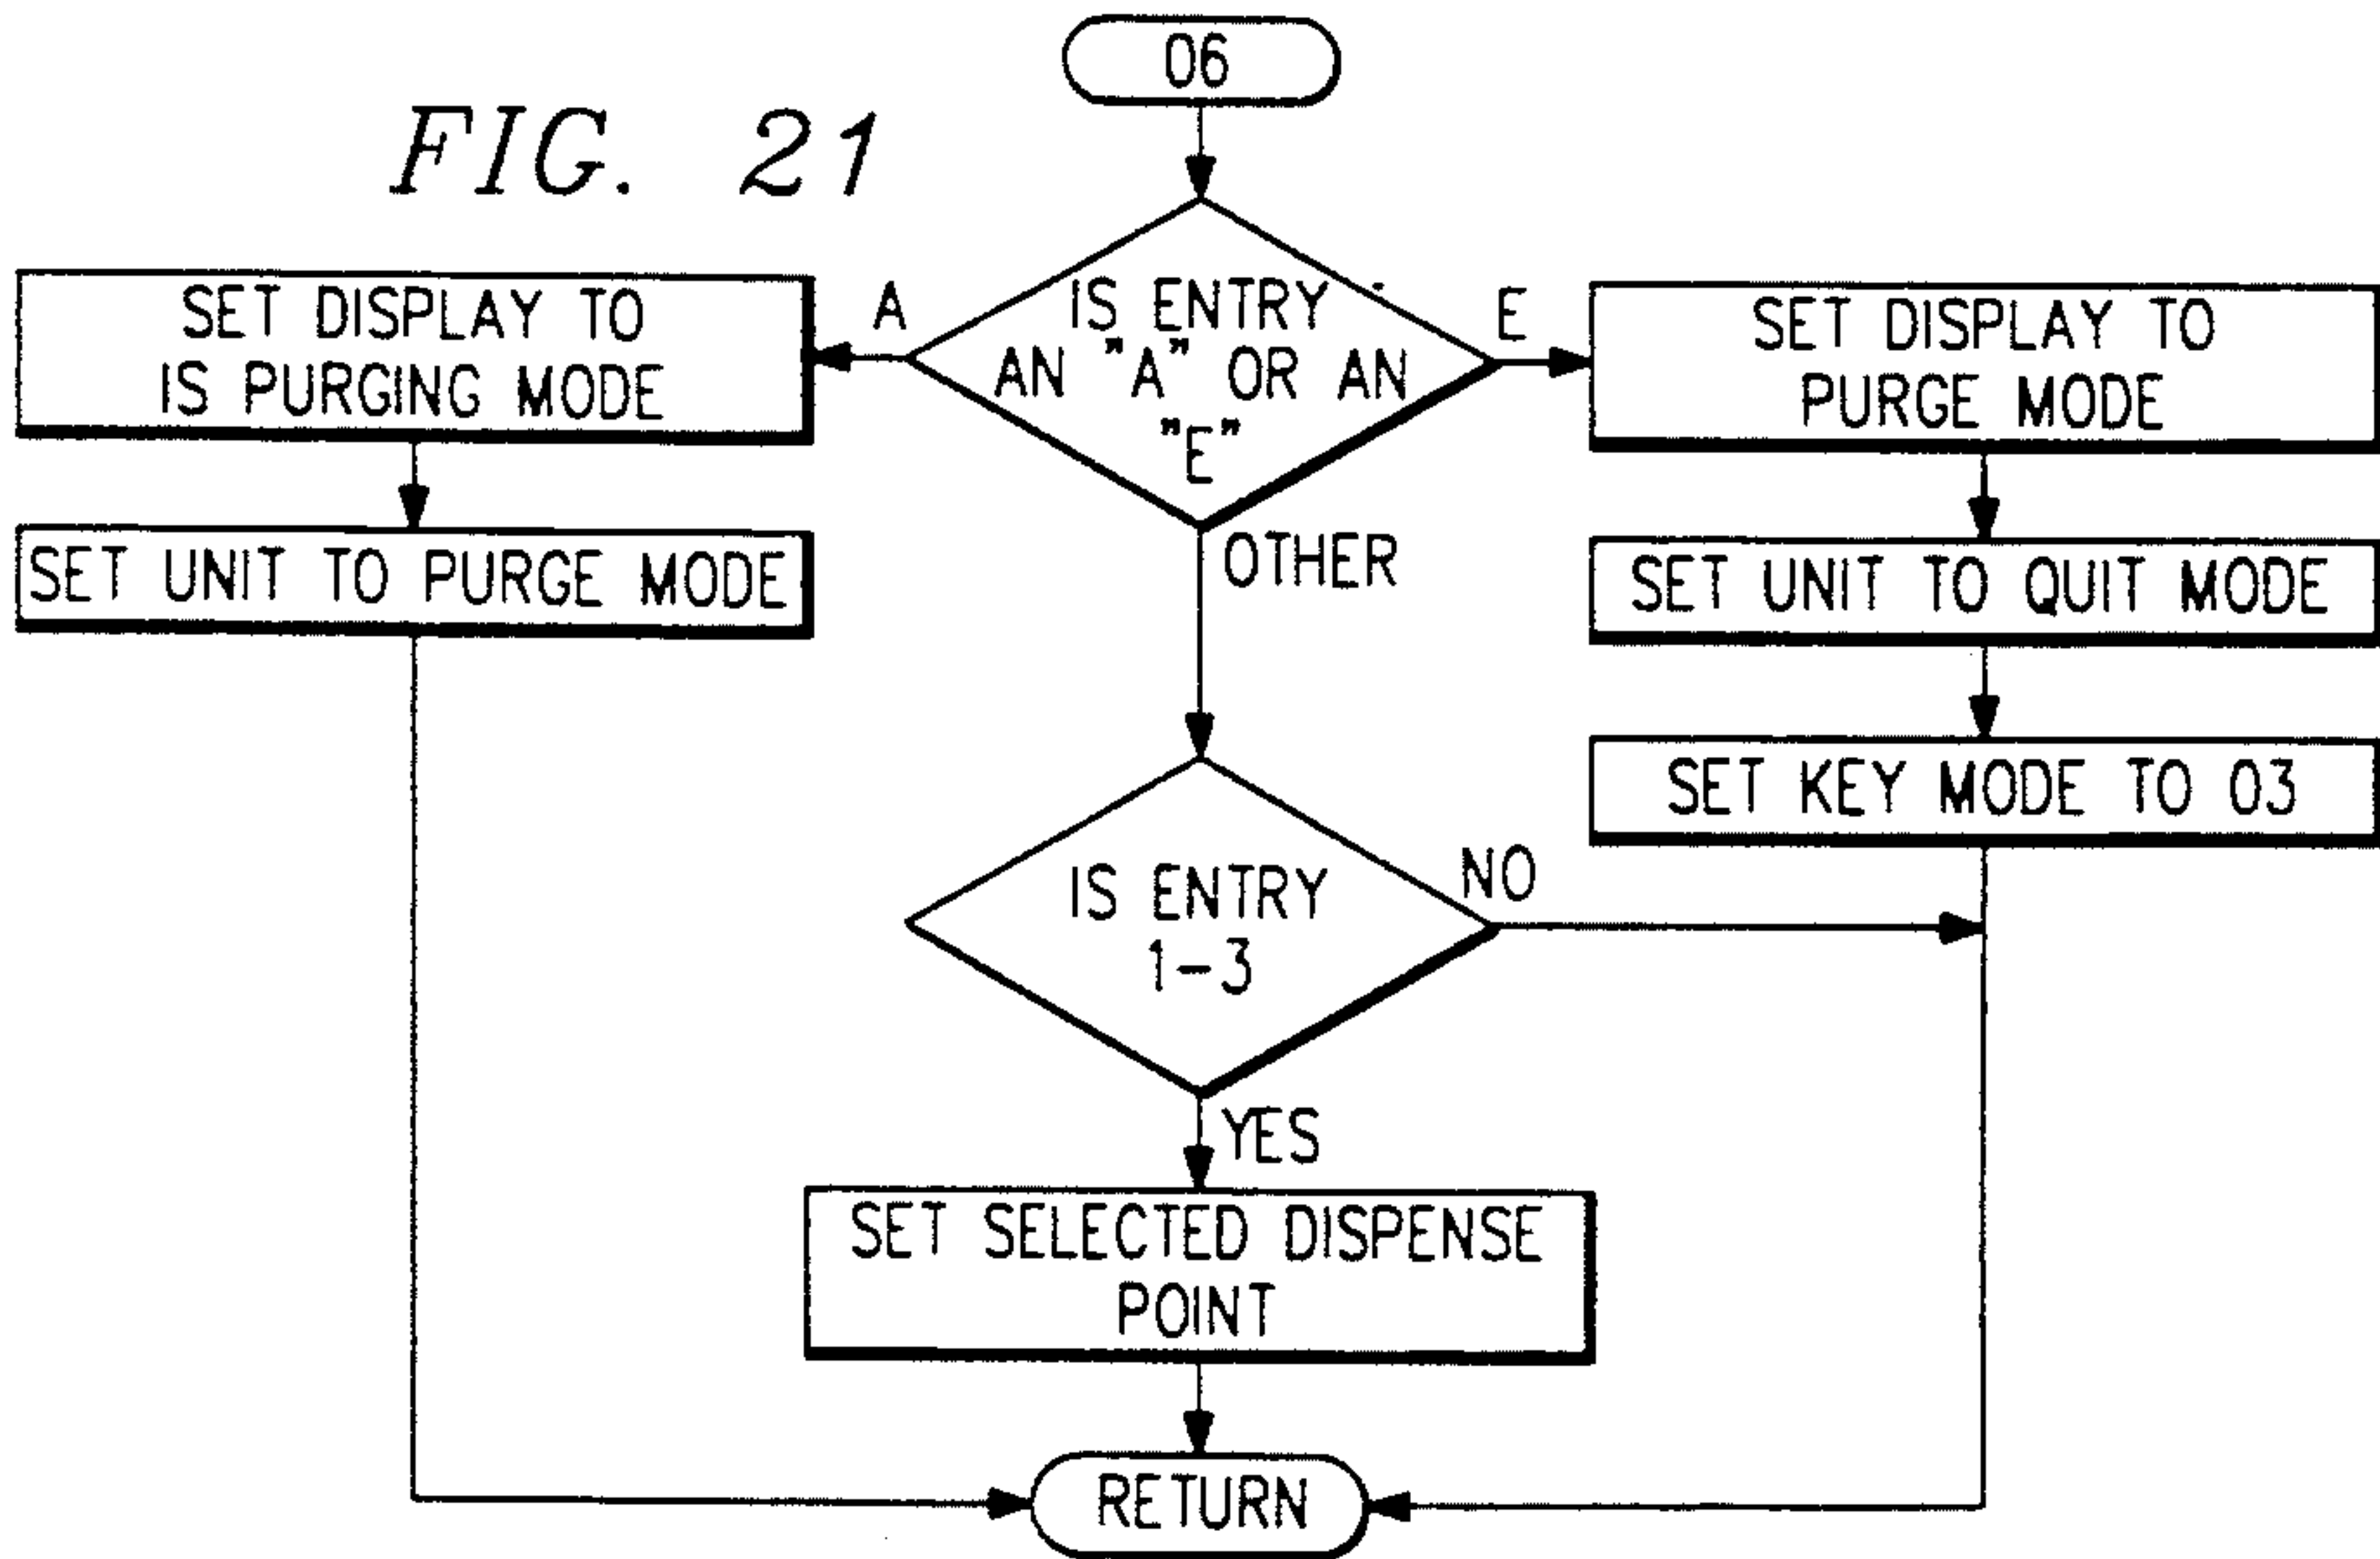 06
FIG. 21
IS ENTRY
AN "A" OR AN
"E"
A
SET DISPLAY TO
IS PURGING MODE
SET UNIT TO PURGE MODE
E
SET DISPLAY TO
PURGE MODE
SET UNIT TO QUIT MODE
SET KEY MODE TO 03
OTHER
IS ENTRY
1-3
NO
YES
SET SELECTED DISPENSE
POINT
RETURN